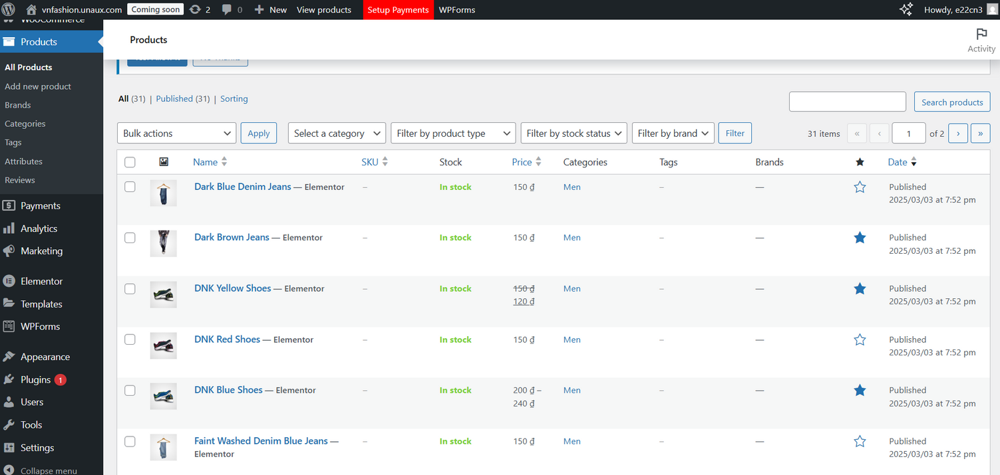 vnfashion.unaux.com Coming soon 2 0 New View products Setup Payments WPForms Howdy, e22cn3
WooCommerce
Products
All Products
Add new product
Brands
Categories
Tags
Attributes
Reviews
Payments
Analytics
Marketing
Elementor
Templates
WPForms
Appearance
Plugins 1
Users
Tools
Settings
Collapse menu
Products
Activity
All (31) | Published (31) | Sorting
Search products
Bulk actions Apply Select a category Filter by product type Filter by stock status Filter by brand Filter 31 items « ‹ 1 of 2 › »
Name SKU Stock Price Categories Tags Brands Date
Dark Blue Denim Jeans — Elementor – In stock 150 ₫ Men – — Published
2025/03/03 at 7:52 pm
Dark Brown Jeans — Elementor – In stock 150 ₫ Men – — Published
2025/03/03 at 7:52 pm
DNK Yellow Shoes — Elementor – In stock 150 ₫ Men – — Published
120 ₫ 2025/03/03 at 7:52 pm
DNK Red Shoes — Elementor – In stock 150 ₫ Men – — Published
2025/03/03 at 7:52 pm
DNK Blue Shoes — Elementor – In stock 200 ₫ – Men – — Published
240 ₫ 2025/03/03 at 7:52 pm
Faint Washed Denim Blue Jeans — – In stock 150 ₫ Men – — Published
Elementor 2025/03/03 at 7:52 pm